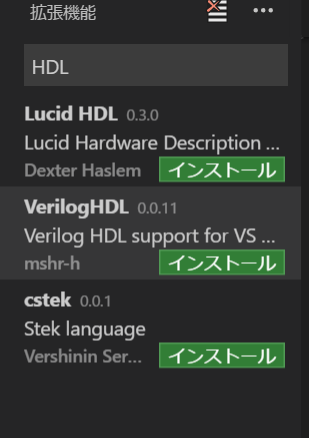 拡張機能
HDL
Lucid HDL 0.3.0
Lucid Hardware Description ...
Dexter Haslem インストール
VerilogHDL 0.0.11
Verilog HDL support for VS ...
mshr-h インストール
cstek 0.0.1
Stek language
Vershinin Ser... インストール